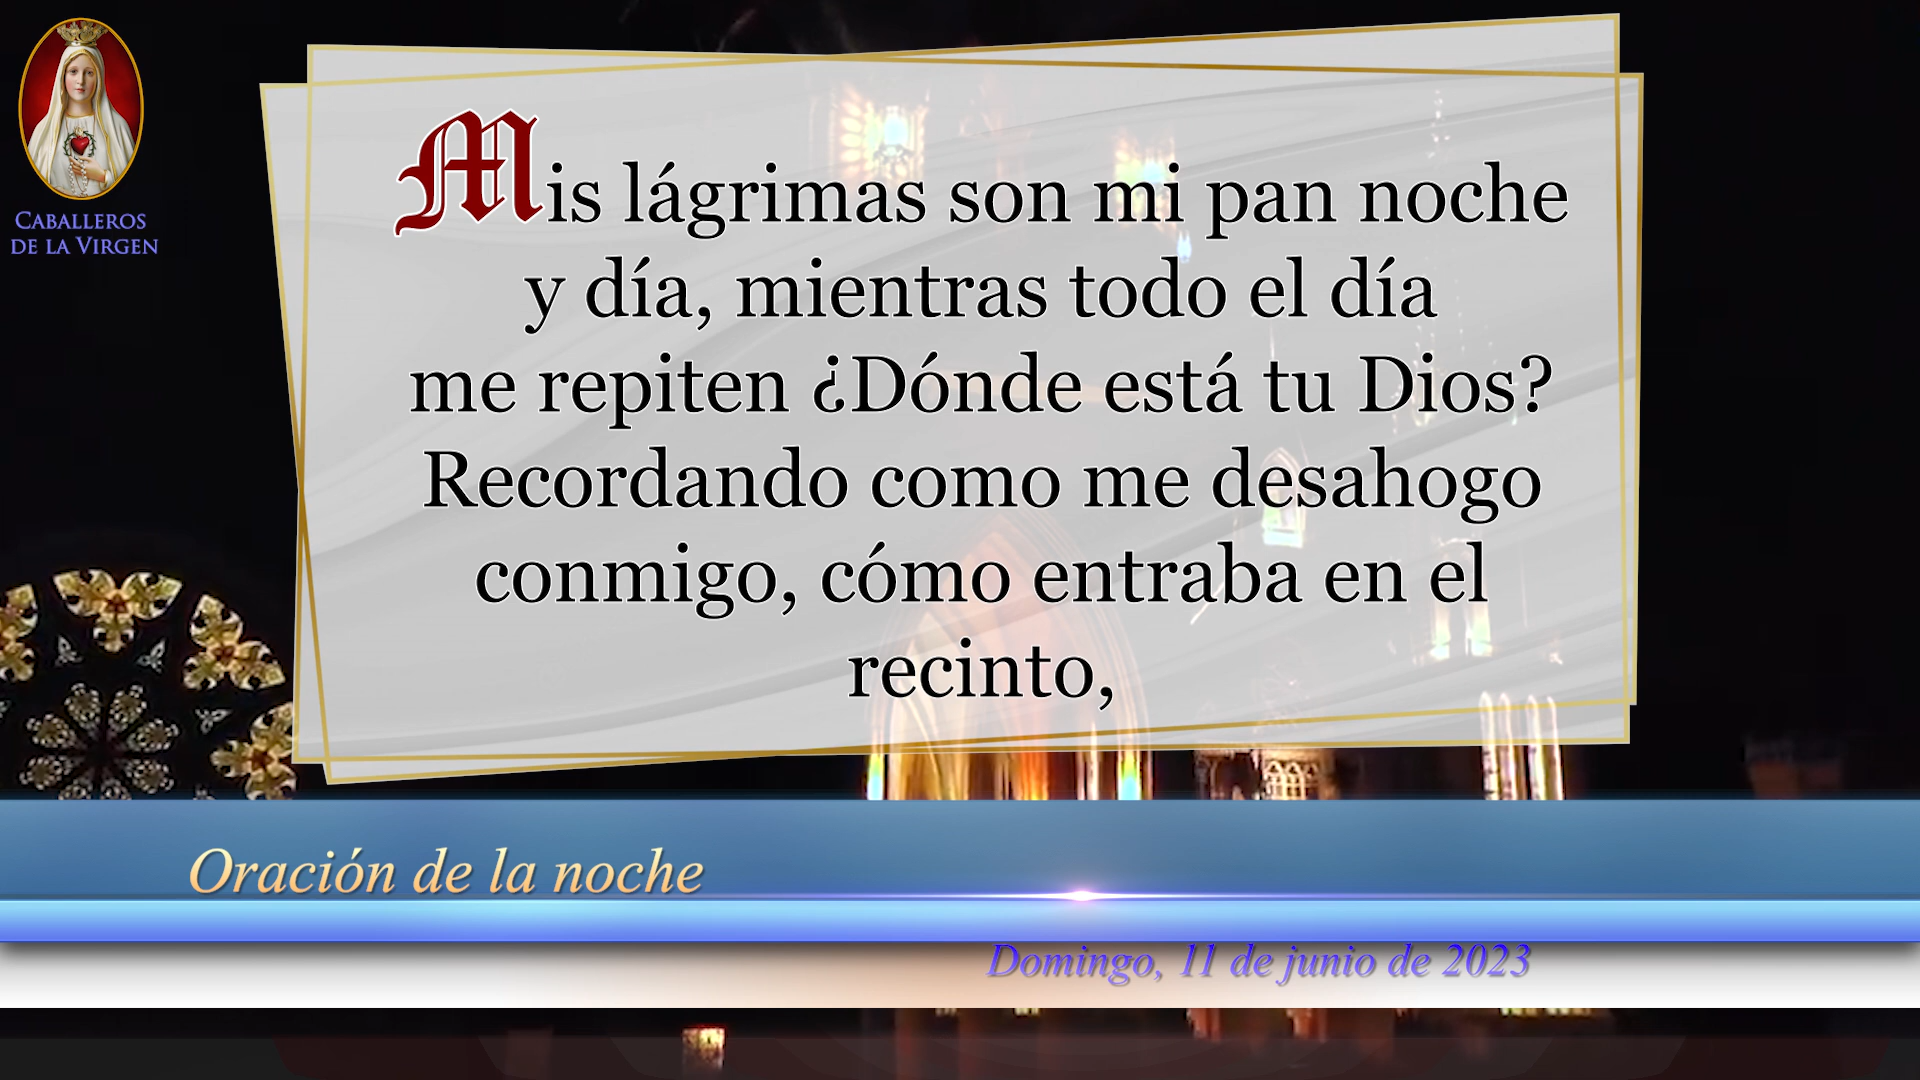 CABALLEROS
DE LA VIRGEN
Mis lágrimas son mi pan noche
y día, mientras todo el día
me repiten ¿Dónde está tu Dios?
Recordando como me desahogo
conmigo, cómo entraba en el
recinto,
Oración de la noche
Domingo, 11 de junio de 2023